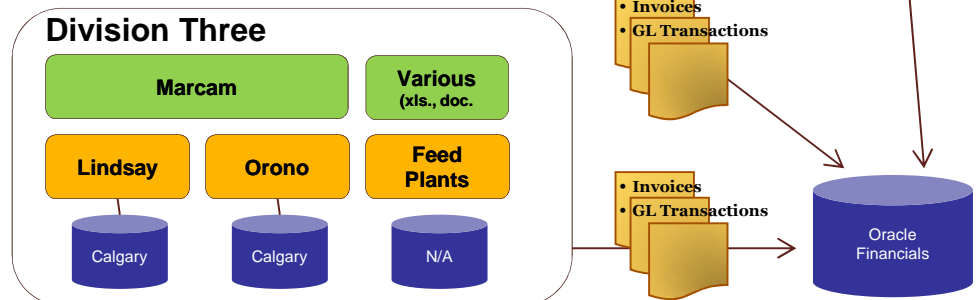 Division Three
Marcam
Various
(xls., doc.
Lindsay
Orono
Feed
Plants
Calgary
Calgary
N/A
• Invoices
• GL Transactions
• Invoices
• GL Transactions
Oracle
Financials